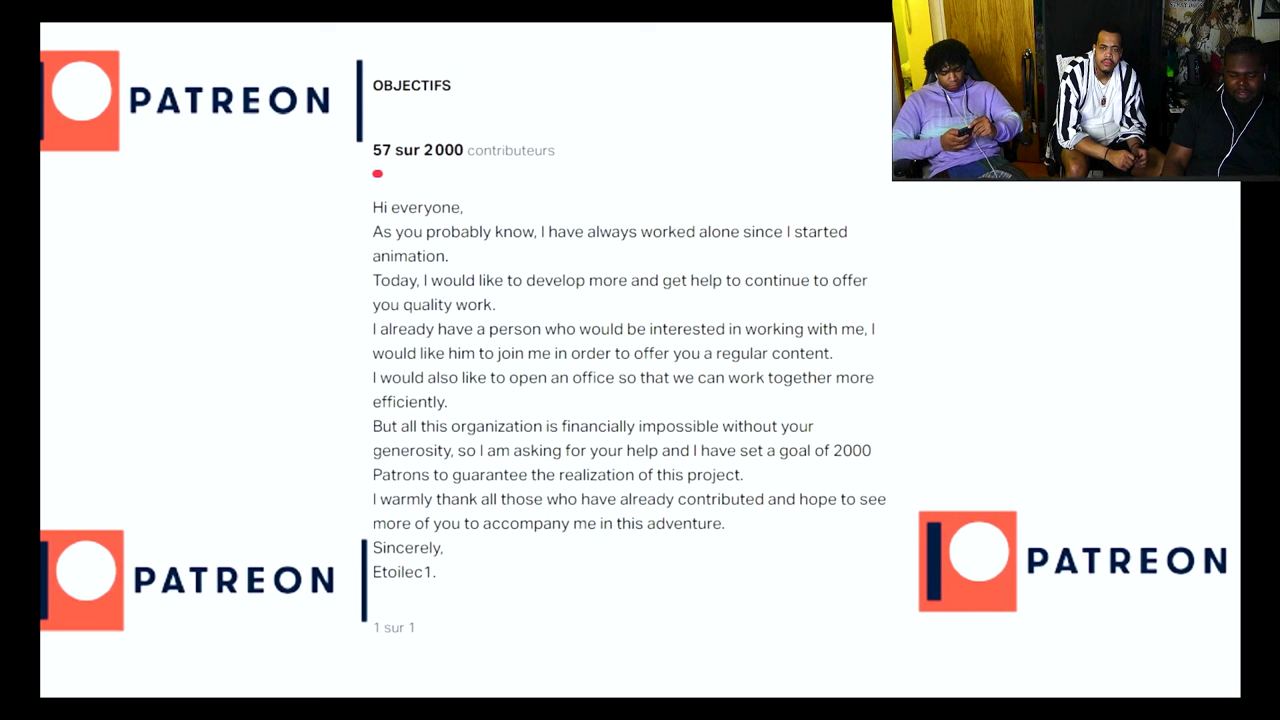 PATREON
OBJECTIFS
57 sur 2000 contributeurs
Hi everyone,
As you probably know, I have always worked alone since I started
animation.
Today, I would like to develop more and get help to continue to offer
you quality work.
I already have a person who would be interested in working with me, I
would like him to join me in order to offer you a regular content.
I would also like to open an office so that we can work together more
efficiently.
But all this organization is financially impossible without your
generosity, so I am asking for your help and I have set a goal of 2000
Patrons to guarantee the realization of this project.
I warmly thank all those who have already contributed and hope to see
more of you to accompany me in this adventure.
Sincerely,
Etoilec1.
PATREON
PATREON
1 sur 1